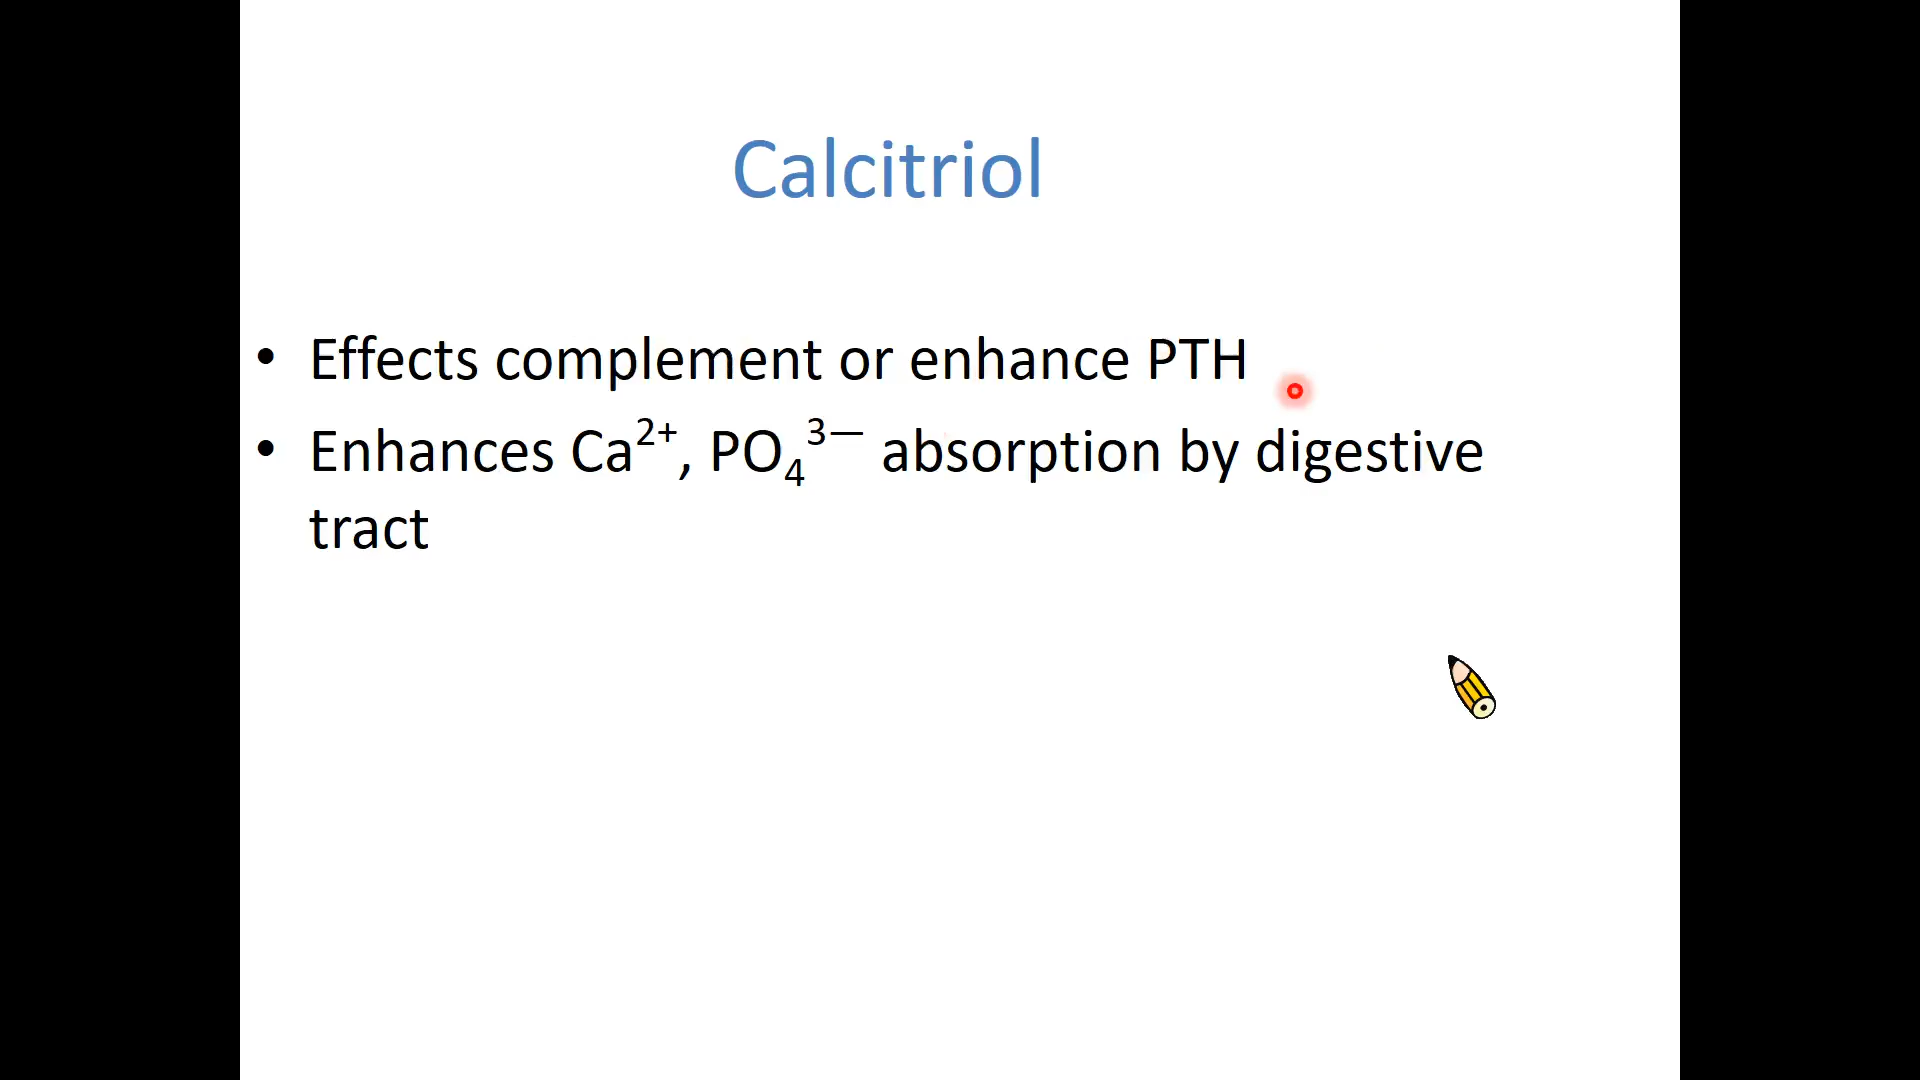 Calcitriol
• Effects complement or enhance PTH
• Enhances Ca²⁺, PO₄³— absorption by digestive
tract